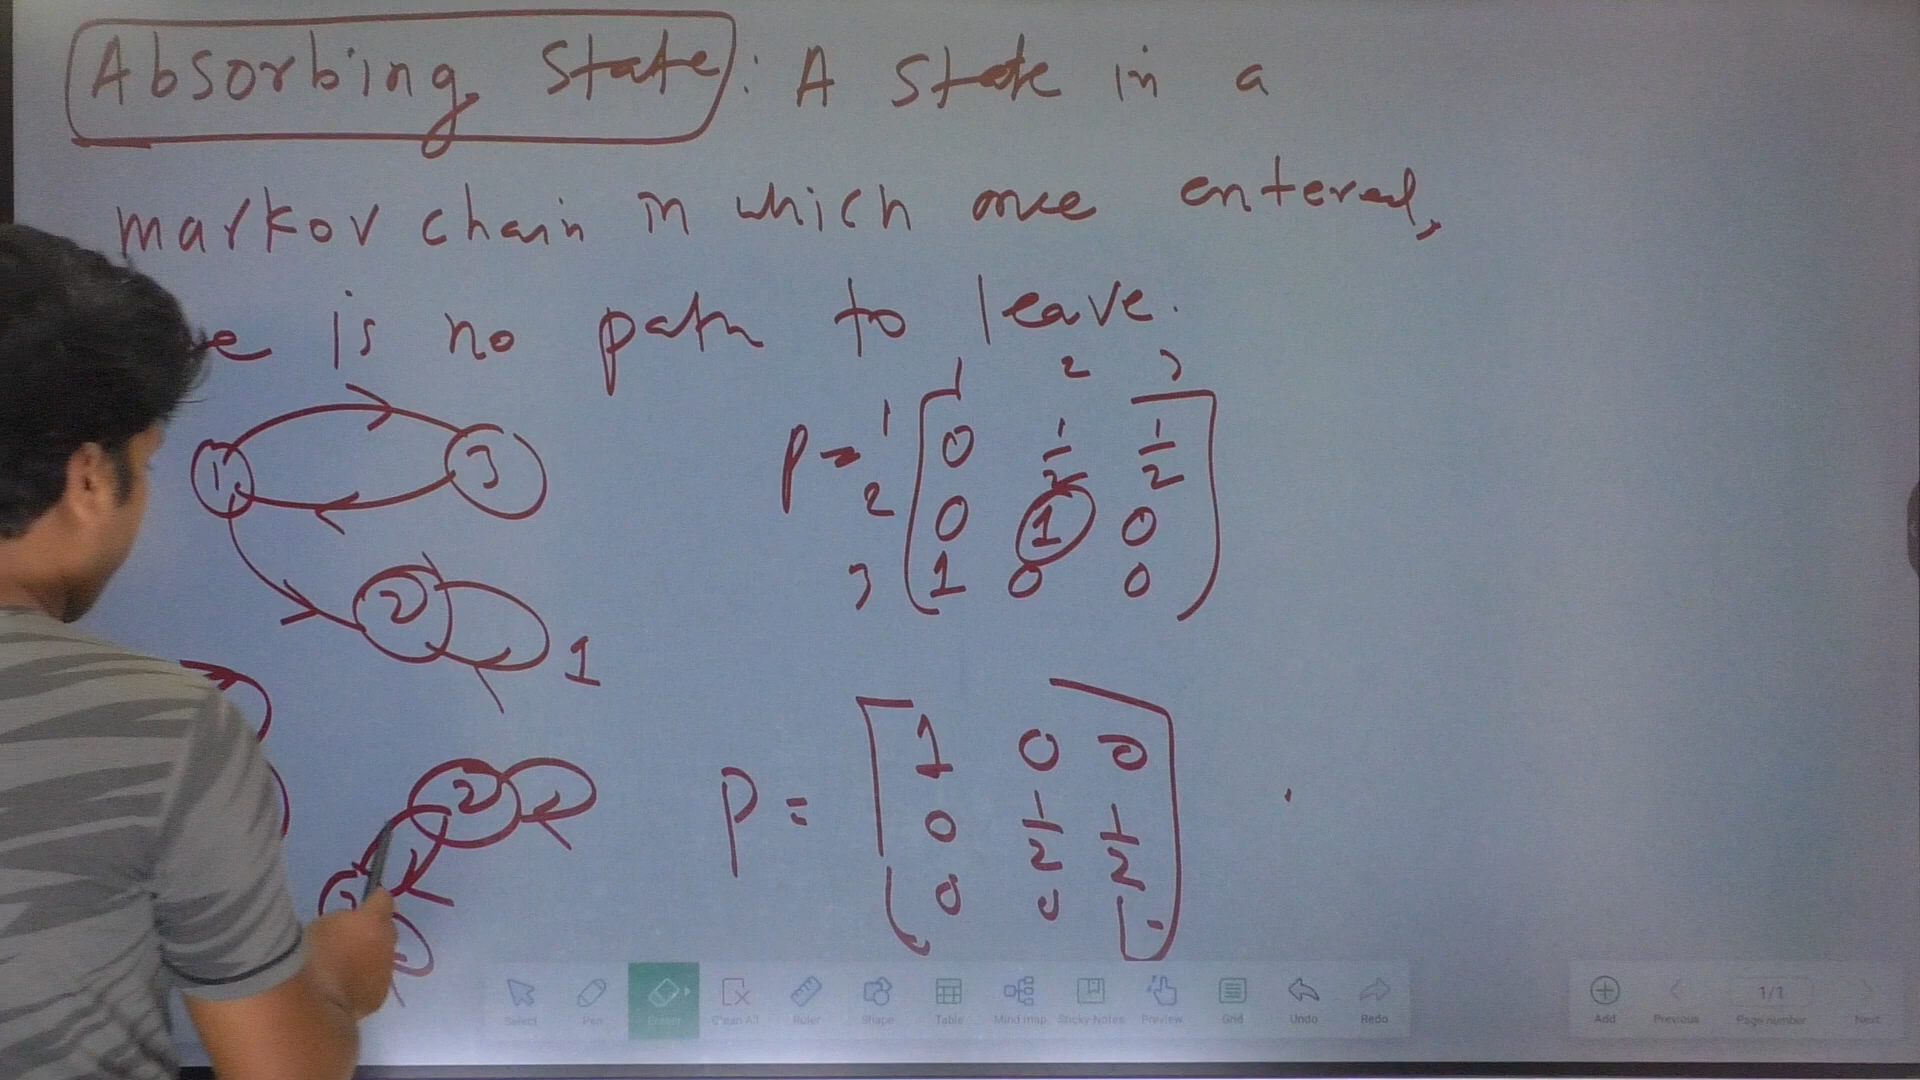 Absorbing State : A State in a
markov chain in which once entered,
e is no path to leave.
1 2 3
P = 1 0 1/2 1/2
2 0 1 0
3 1 0 0
1 3
2 1
P = 1 0 0
0 1/2 1/2
0 0
2
Select Pen Eraser Clean All Ruler Shape Table Mind map Sticky Notes Preview Grid Undo Redo
Add Previous 1/1 Page number Next